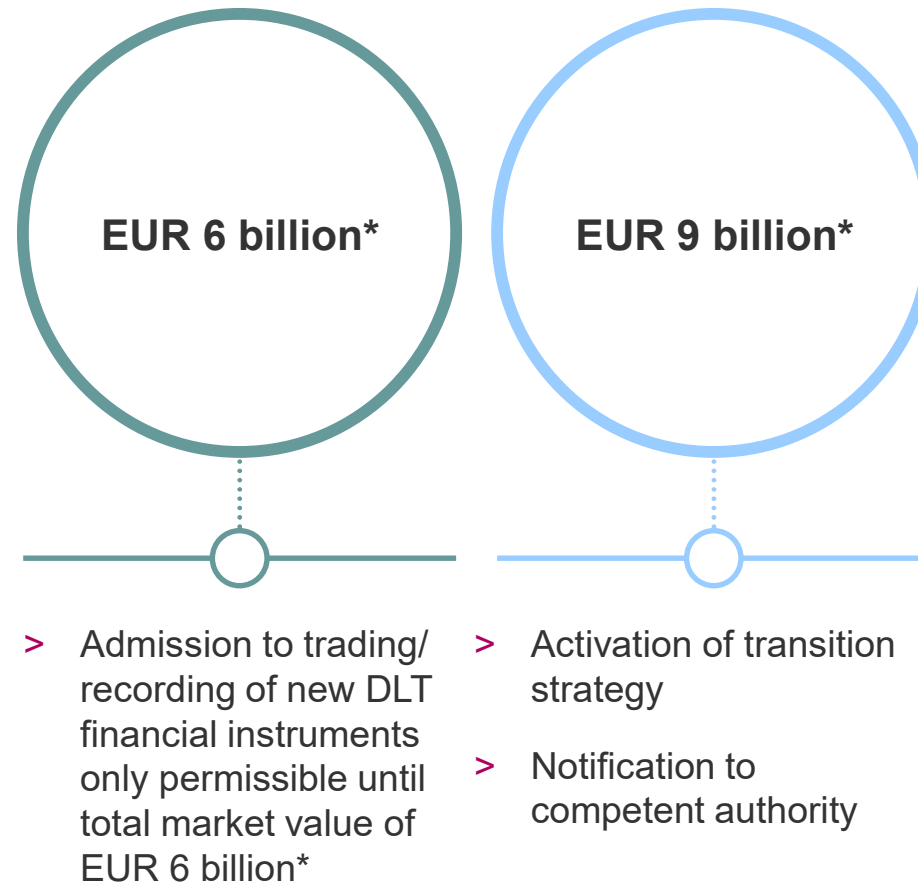 EUR 6 billion*
EUR 9 billion*
> Admission to trading/
recording of new DLT
financial instruments
only permissible until
total market value of
EUR 6 billion*
> Activation of transition
strategy
> Notification to
competent authority